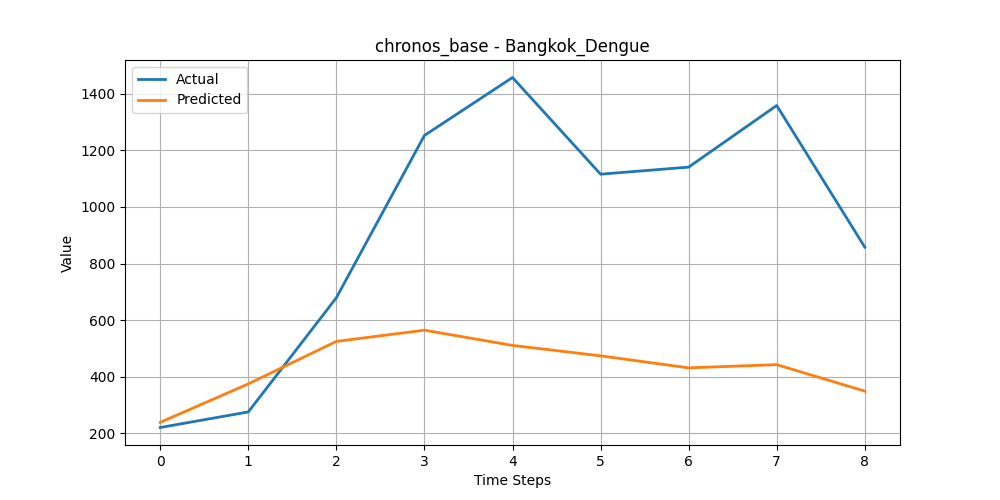 chronos_base - Bangkok_Dengue
Actual
Predicted
1400
1200
1000
800
600
400
200
Value
0 1 2 3 4 5 6 7 8
Time Steps